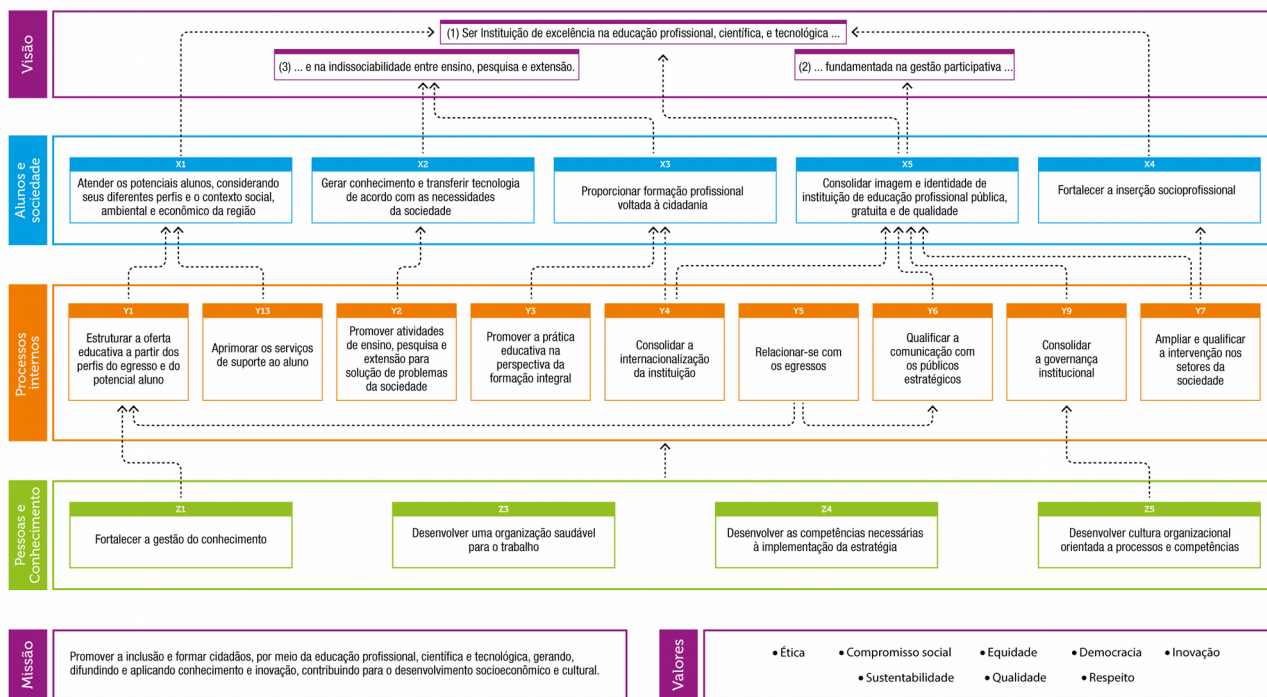 Visão
(1) Ser Instituição de excelência na educação profissional, científica, e tecnológica ...
(3) ... e na indissociabilidade entre ensino, pesquisa e extensão.
(2) ... fundamentada na gestão participativa ...
Alunos e
sociedade
X1
Atender os potenciais alunos, considerando
seus diferentes perfis e o contexto social,
ambiental e econômico da região
X2
Gerar conhecimento e transferir tecnologia
de acordo com as necessidades
da sociedade
X3
Proporcionar formação profissional
voltada à cidadania
X5
Consolidar imagem e identidade de
instituição de educação profissional pública,
gratuita e de qualidade
X4
Fortalecer a inserção socioprofissional
Processos
internos
Y1
Estruturar a oferta
educativa a partir dos
perfis do egresso e do
potencial aluno
Y13
Aprimorar os serviços
de suporte ao aluno
Y2
Promover atividades
de ensino, pesquisa e
extensão para
solução de problemas
da sociedade
Y3
Promover a prática
educativa na
perspectiva da
formação integral
Y4
Consolidar a
internacionalização
da instituição
Y5
Relacionar-se com
os egressos
Y6
Qualificar a
comunicação com
os públicos
estratégicos
Y9
Consolidar
a governança
institucional
Y7
Ampliar e qualificar
a intervenção nos
setores da
sociedade
Pessoas e
Conhecimento
Z1
Fortalecer a gestão do conhecimento
Z3
Desenvolver uma organização saudável
para o trabalho
Z4
Desenvolver as competências necessárias
à implementação da estratégia
Z5
Desenvolver cultura organizacional
orientada a processos e competências
Missão
Promover a inclusão e formar cidadãos, por meio da educação profissional, científica e tecnológica, gerando,
difundindo e aplicando conhecimento e inovação, contribuindo para o desenvolvimento socioeconômico e cultural.
Valores
• Ética • Compromisso social • Equidade • Democracia • Inovação
• Sustentabilidade • Qualidade • Respeito